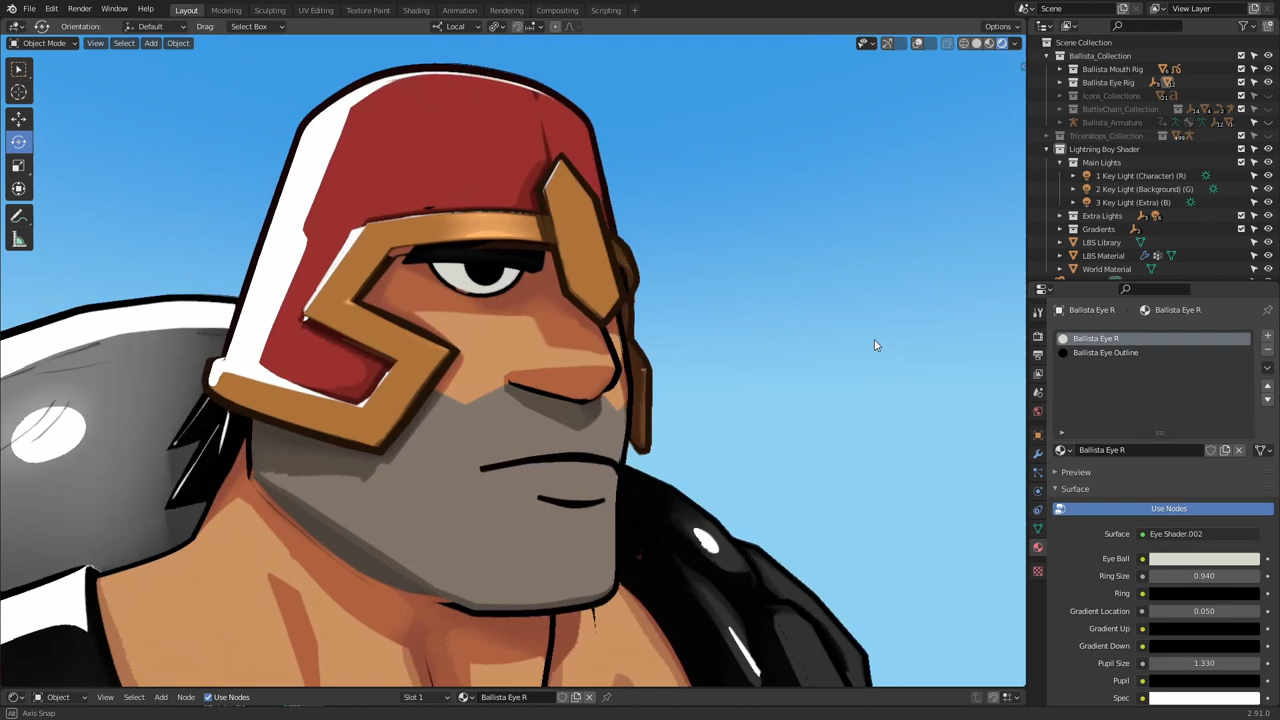 File Edit Render Window Help Layout Modeling Sculpting UV Editing Texture Paint Shading Animation Rendering Compositing Scripting + Scene View Layer
Orientation: Default Drag: Select Box Local Options
Object Mode View Select Add Object
Scene Collection
Ballista_Collection
Ballista Mouth Rig
Ballista Eye Rig
Icons_Collections
BattleChain_Collection
Ballista_Armature
Triceratops_Collection
Lightning Boy Shader
Main Lights
1 Key Light (Character) (R)
2 Key Light (Background) (G)
3 Key Light (Extra) (B)
Extra Lights
Gradients
LBS Library
LBS Material
World Material
Ballista Eye R Ballista Eye R
Ballista Eye R
Ballista Eye Outline
Ballista Eye R
Preview
Surface
Use Nodes
Surface Eye Shader.002
Eye Ball
Ring Size 0.940
Ring
Gradient Location 0.050
Gradient Up
Gradient Down
Pupil Size 1.330
Pupil
Spec
Object View Select Add Node Use Nodes Slot 1 Ballista Eye R
Alt Axis Snap 2.91.0